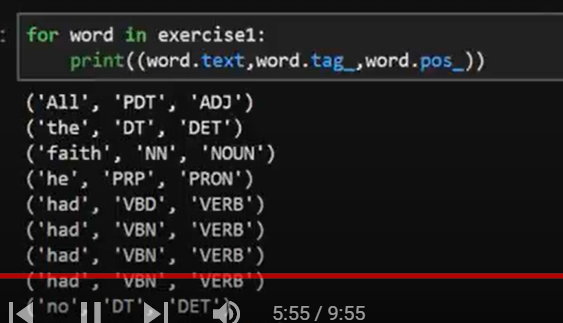 : for word in exercise1:
print((word.text,word.tag_,word.pos_))
('All', 'PDT', 'ADJ')
('the', 'DT', 'DET')
('faith', 'NN', 'NOUN')
('he', 'PRP', 'PRON')
('had', 'VBD', 'VERB')
('had', 'VBN', 'VERB')
('had', 'VBN', 'VERB')
('had', 'VBN', 'VERB')
('no', 'DT', 'DET')
5:55 / 9:55